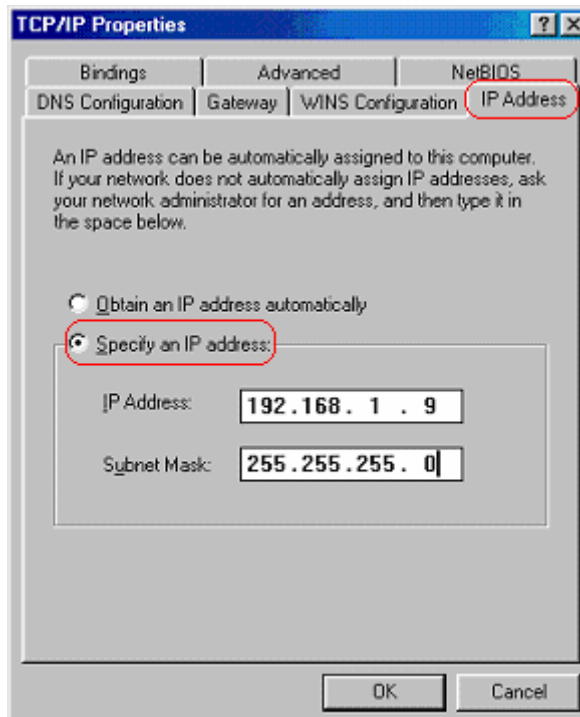 TCP/IP Properties
? X
Bindings Advanced NetBIOS
DNS Configuration Gateway WINS Configuration IP Address
An IP address can be automatically assigned to this computer.
If your network does not automatically assign IP addresses, ask
your network administrator for an address, and then type it in
the space below.
Obtain an IP address automatically
Specify an IP address:
IP Address: 192.168. 1 . 9
Subnet Mask: 255.255.255. 0
OK Cancel